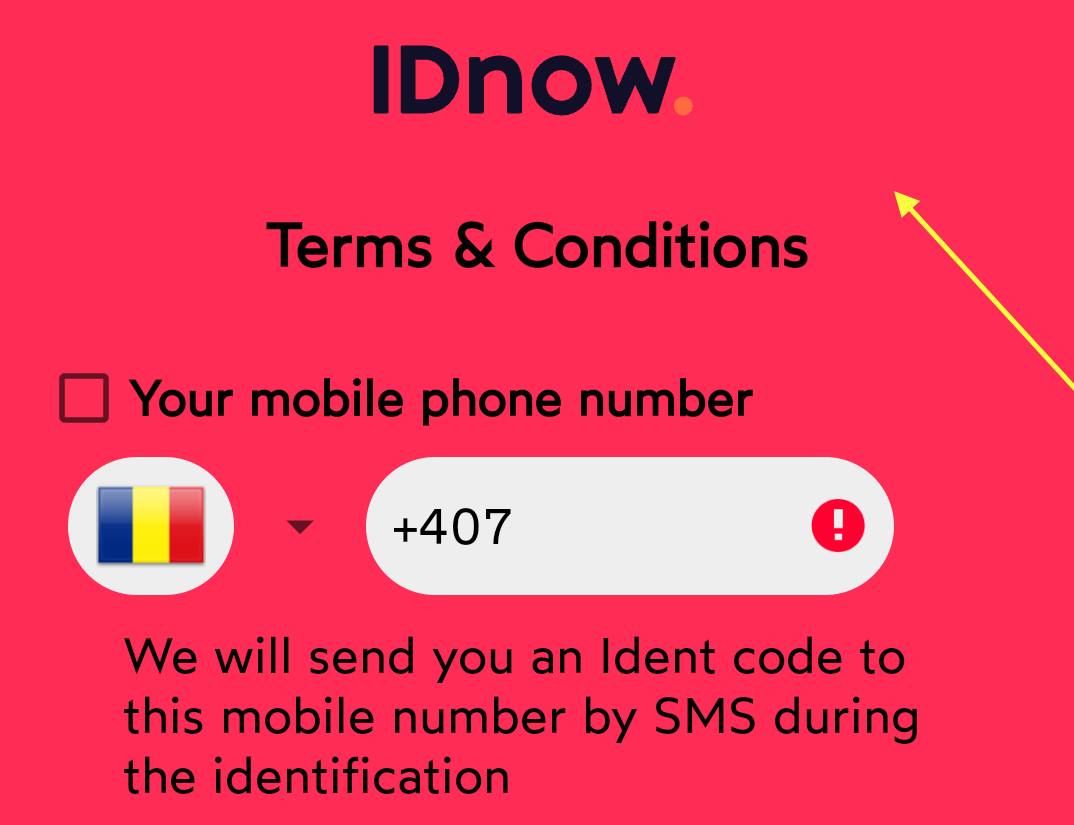 IDnow.
Terms & Conditions
Your mobile phone number
+407
We will send you an Ident code to
this mobile number by SMS during
the identification